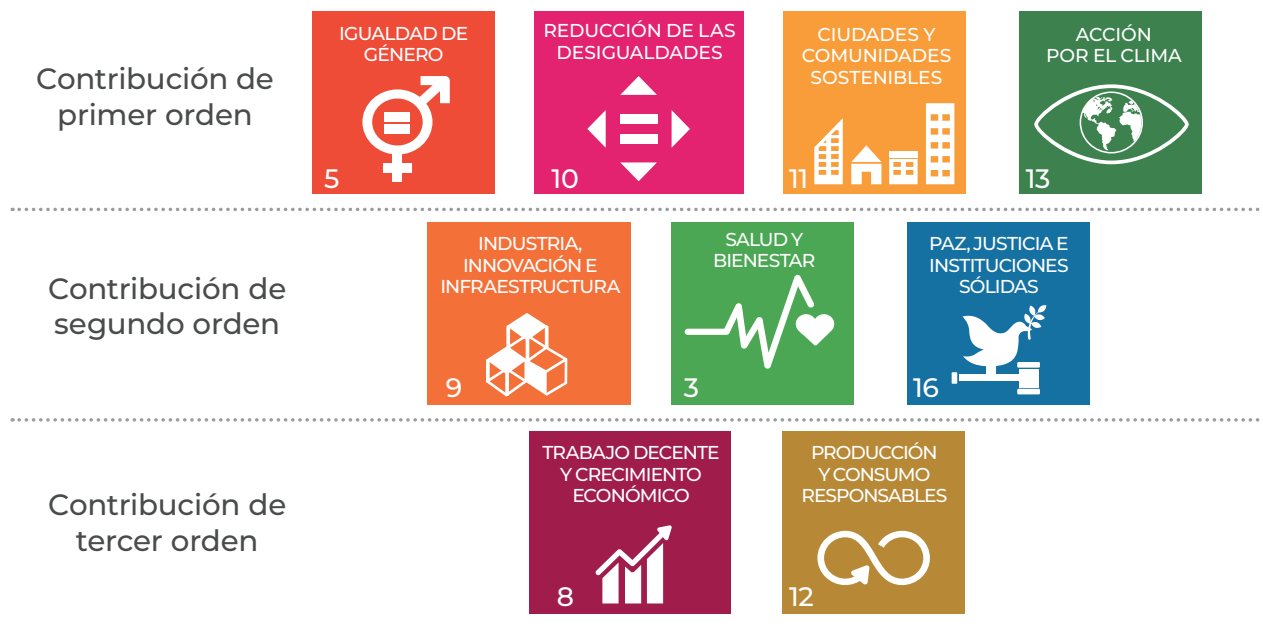 Contribución de
primer orden
IGUALDAD DE
GÉNERO
5
REDUCCIÓN DE LAS
DESIGUALDADES
10
CIUDADES Y
COMUNIDADES
SOSTENIBLES
11
ACCIÓN
POR EL CLIMA
13
Contribución de
segundo orden
INDUSTRIA,
INNOVACIÓN E
INFRAESTRUCTURA
9
SALUD Y
BIENESTAR
3
PAZ, JUSTICIA E
INSTITUCIONES
SÓLIDAS
16
Contribución de
tercer orden
TRABAJO DECENTE
Y CRECIMIENTO
ECONÓMICO
8
PRODUCCIÓN
Y CONSUMO
RESPONSABLES
12